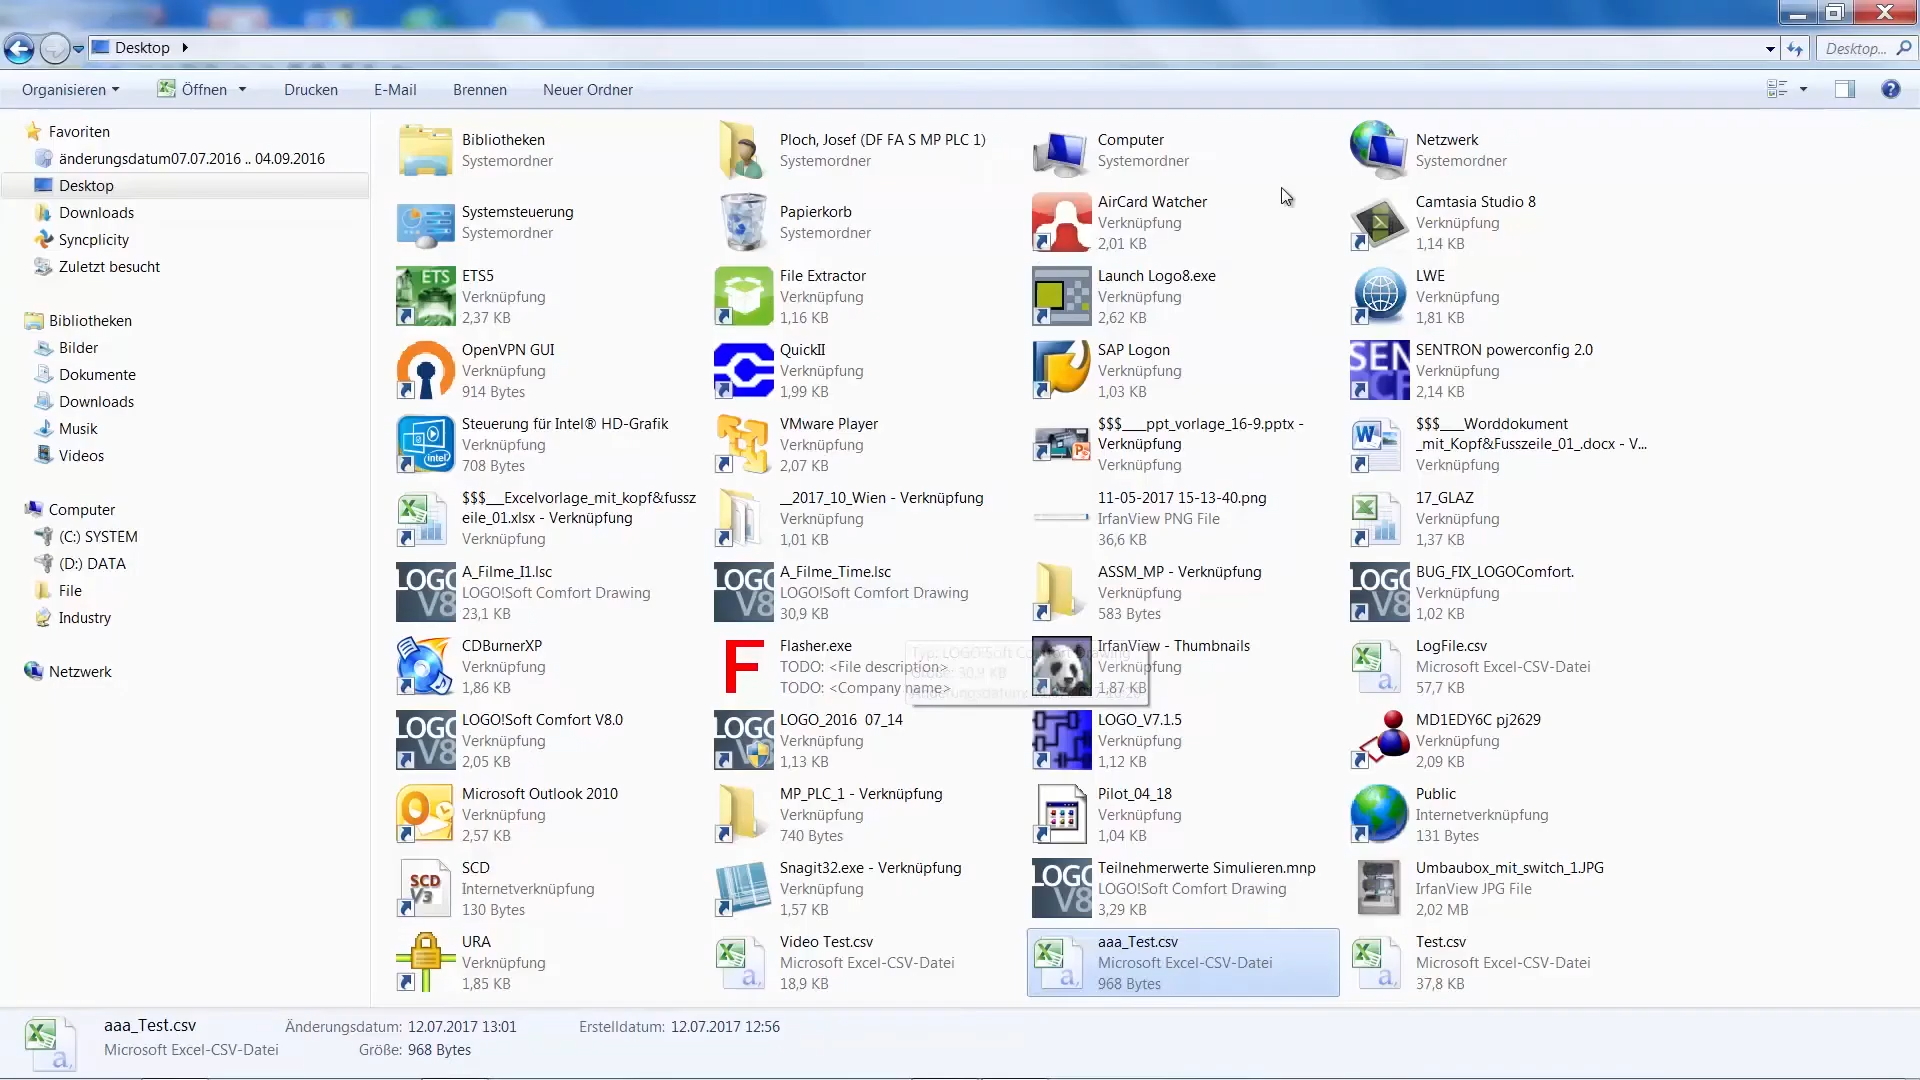 Desktop
Desktop...
Organisieren
Öffnen
Drucken
E-Mail
Brennen
Neuer Ordner
Favoriten
änderungsdatum07.07.2016 .. 04.09.2016
Desktop
Downloads
Syncplicity
Zuletzt besucht
Bibliotheken
Bilder
Dokumente
Downloads
Musik
Videos
Computer
(C:) SYSTEM
(D:) DATA
File
Industry
Netzwerk
Bibliotheken
Systemordner
Ploch, Josef (DF FA S MP PLC 1)
Systemordner
Computer
Systemordner
Netzwerk
Systemordner
Systemsteuerung
Systemordner
Papierkorb
Systemordner
AirCard Watcher
Verknüpfung
2,01 KB
Camtasia Studio 8
Verknüpfung
1,14 KB
ETS
ETS5
Verknüpfung
2,37 KB
File Extractor
Verknüpfung
1,16 KB
Launch Logo8.exe
Verknüpfung
2,62 KB
LWE
Verknüpfung
1,81 KB
OpenVPN GUI
Verknüpfung
914 Bytes
QuickII
Verknüpfung
1,99 KB
SAP Logon
Verknüpfung
1,03 KB
SENTRON powerconfig 2.0
Verknüpfung
2,14 KB
Steuerung für Intel® HD-Grafik
Verknüpfung
708 Bytes
VMware Player
Verknüpfung
2,07 KB
$$$___ppt_vorlage_16-9.pptx -
Verknüpfung
Verknüpfung
$$$___Worddokument
_mit_Kopf&Fusszeile_01_.docx - V...
Verknüpfung
$$$___Excelvorlage_mit_kopf&fussz
eile_01.xlsx - Verknüpfung
Verknüpfung
__2017_10_Wien - Verknüpfung
Verknüpfung
1,01 KB
11-05-2017 15-13-40.png
IrfanView PNG File
36,6 KB
17_GLAZ
Verknüpfung
1,37 KB
A_Filme_I1.lsc
LOGO!Soft Comfort Drawing
23,1 KB
A_Filme_Time.lsc
LOGO!Soft Comfort Drawing
30,9 KB
ASSM_MP - Verknüpfung
Verknüpfung
583 Bytes
BUG_FIX_LOGOComfort.
Verknüpfung
1,02 KB
CDBurnerXP
Verknüpfung
1,86 KB
Flasher.exe
TODO: <File description>
TODO: <Company name>
IrfanView - Thumbnails
Verknüpfung
1,87 KB
LogFile.csv
Microsoft Excel-CSV-Datei
57,7 KB
LOGO!Soft Comfort V8.0
Verknüpfung
2,05 KB
LOGO_2016 07_14
Verknüpfung
1,13 KB
LOGO_V7.1.5
Verknüpfung
1,12 KB
MD1EDY6C pj2629
Verknüpfung
2,09 KB
Microsoft Outlook 2010
Verknüpfung
2,57 KB
MP_PLC_1 - Verknüpfung
Verknüpfung
740 Bytes
Pilot_04_18
Verknüpfung
1,04 KB
Public
Internetverknüpfung
131 Bytes
SCD
V3
SCD
Internetverknüpfung
130 Bytes
Snagit32.exe - Verknüpfung
Verknüpfung
1,57 KB
Teilnehmerwerte Simulieren.mnp
LOGO!Soft Comfort Drawing
3,29 KB
Umbaubox_mit_switch_1.JPG
IrfanView JPG File
2,02 MB
URA
Verknüpfung
1,85 KB
Video Test.csv
Microsoft Excel-CSV-Datei
18,9 KB
aaa_Test.csv
Microsoft Excel-CSV-Datei
968 Bytes
Test.csv
Microsoft Excel-CSV-Datei
37,8 KB
aaa_Test.csv
Änderungsdatum: 12.07.2017 13:01
Erstelldatum: 12.07.2017 12:56
Microsoft Excel-CSV-Datei
Größe: 968 Bytes